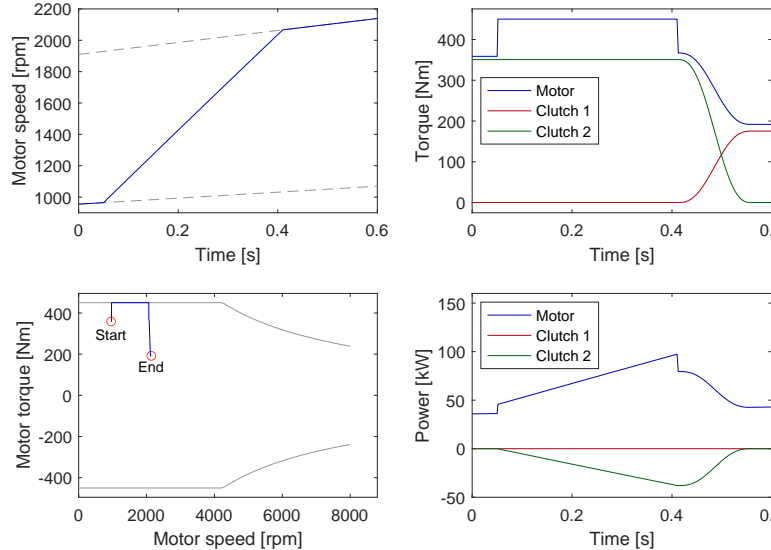 2200
2000
1800
1600
1400
1200
1000
Motor speed [rpm]
0 0.2 0.4 0.6
Time [s]
400
300
200
100
0
Torque [Nm]
Motor
Clutch 1
Clutch 2
0 0.2 0.4
Time [s]
400
200
0
-200
-400
Motor torque [Nm]
Start
End
0 2000 4000 6000 8000
Motor speed [rpm]
150
100
50
0
-50
Power [kW]
Motor
Clutch 1
Clutch 2
0 0.2 0.4
Time [s]